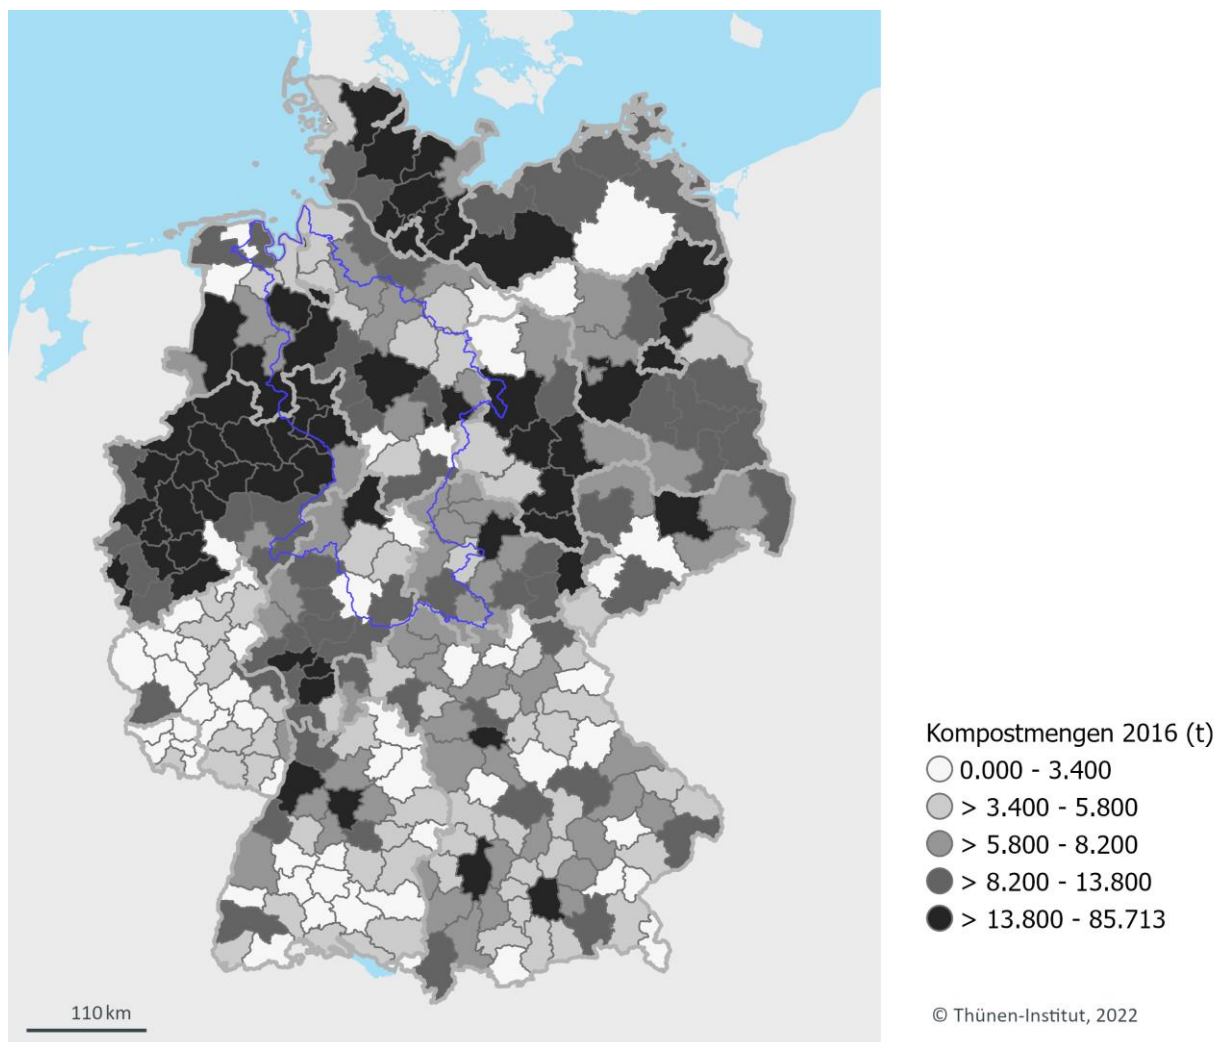 Kompostmengen 2016 (t)
0.000 - 3.400
> 3.400 - 5.800
> 5.800 - 8.200
> 8.200 - 13.800
> 13.800 - 85.713
110 km
© Thünen-Institut, 2022